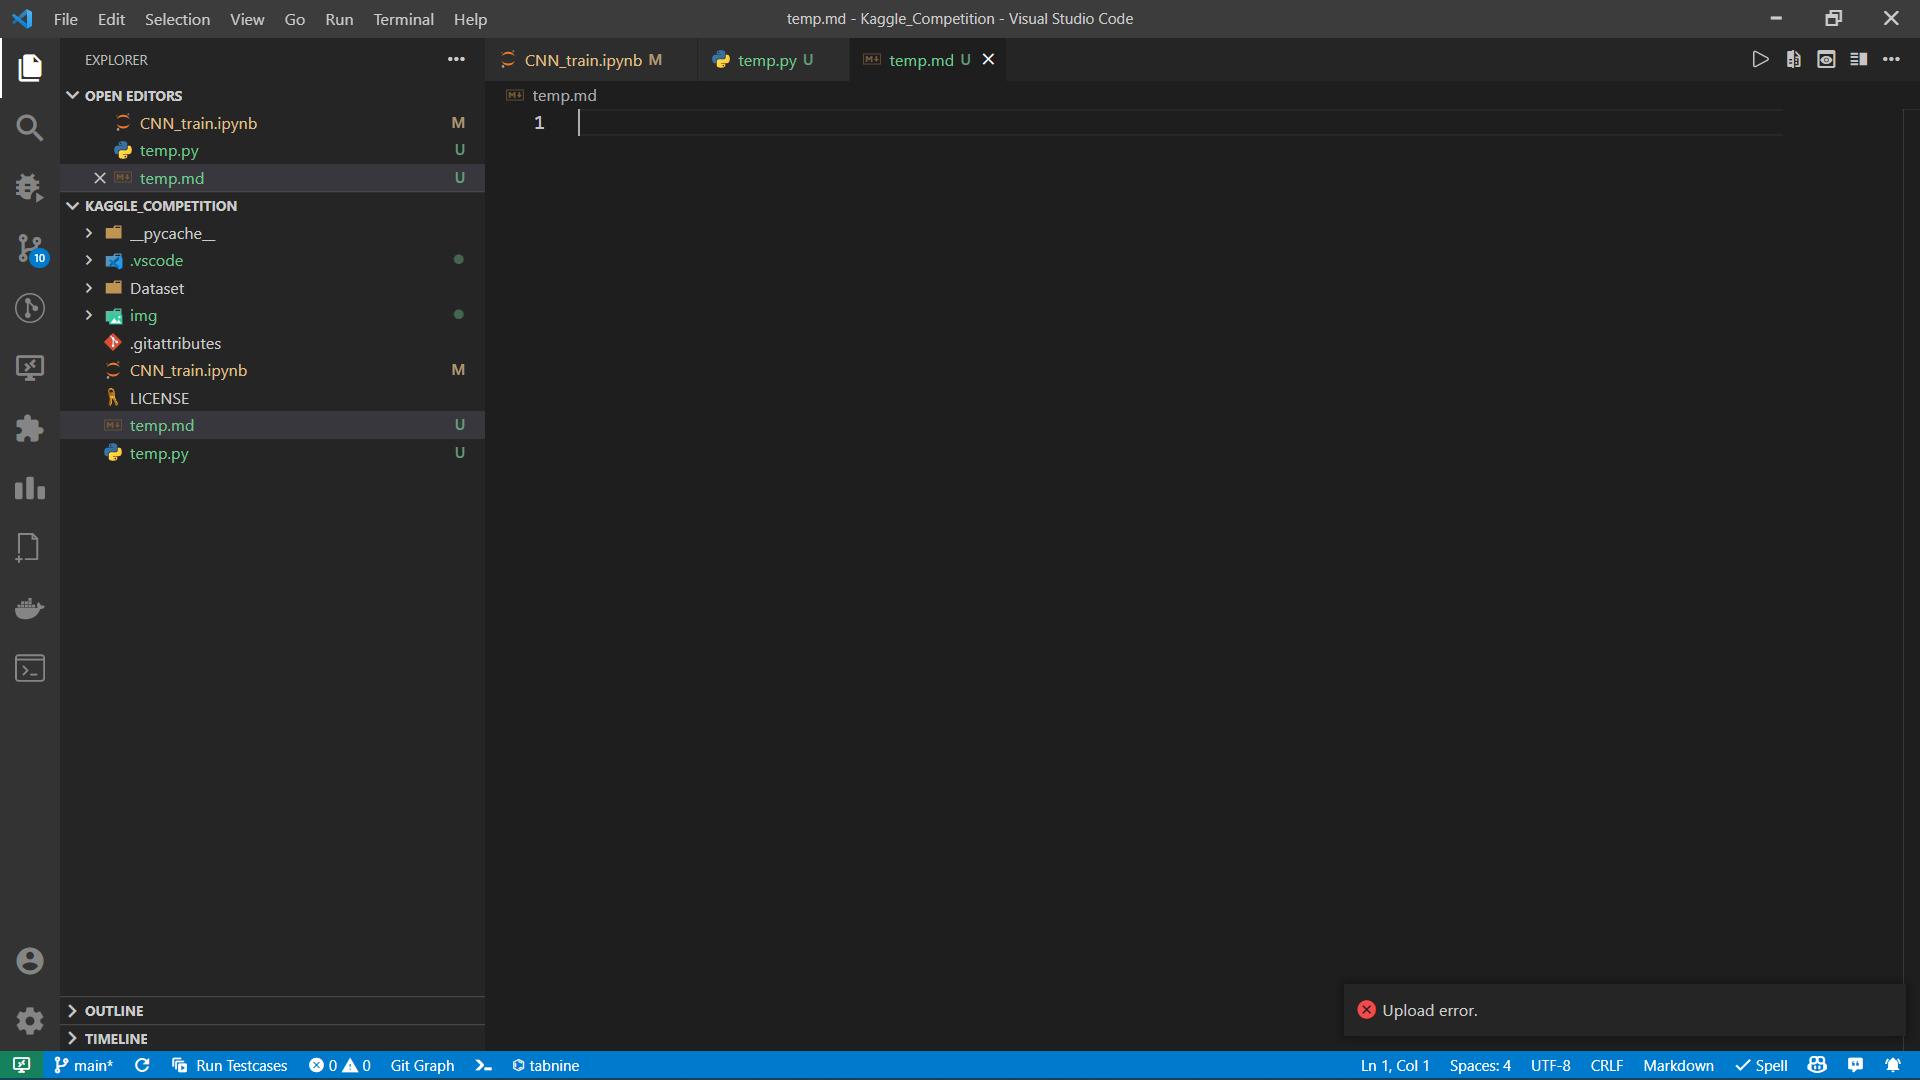 File Edit Selection View Go Run Terminal Help
temp.md - Kaggle_Competition - Visual Studio Code
EXPLORER
OPEN EDITORS
CNN_train.ipynb M
temp.py U
temp.md U
KAGGLE_COMPETITION
__pycache__
.vscode
Dataset
img
.gitattributes
CNN_train.ipynb M
LICENSE
temp.md U
temp.py U
OUTLINE
TIMELINE
10
CNN_train.ipynb M temp.py U temp.md U
temp.md
1
Upload error.
main* Run Testcases 0 0 Git Graph tabnine Ln 1, Col 1 Spaces: 4 UTF-8 CRLF Markdown Spell